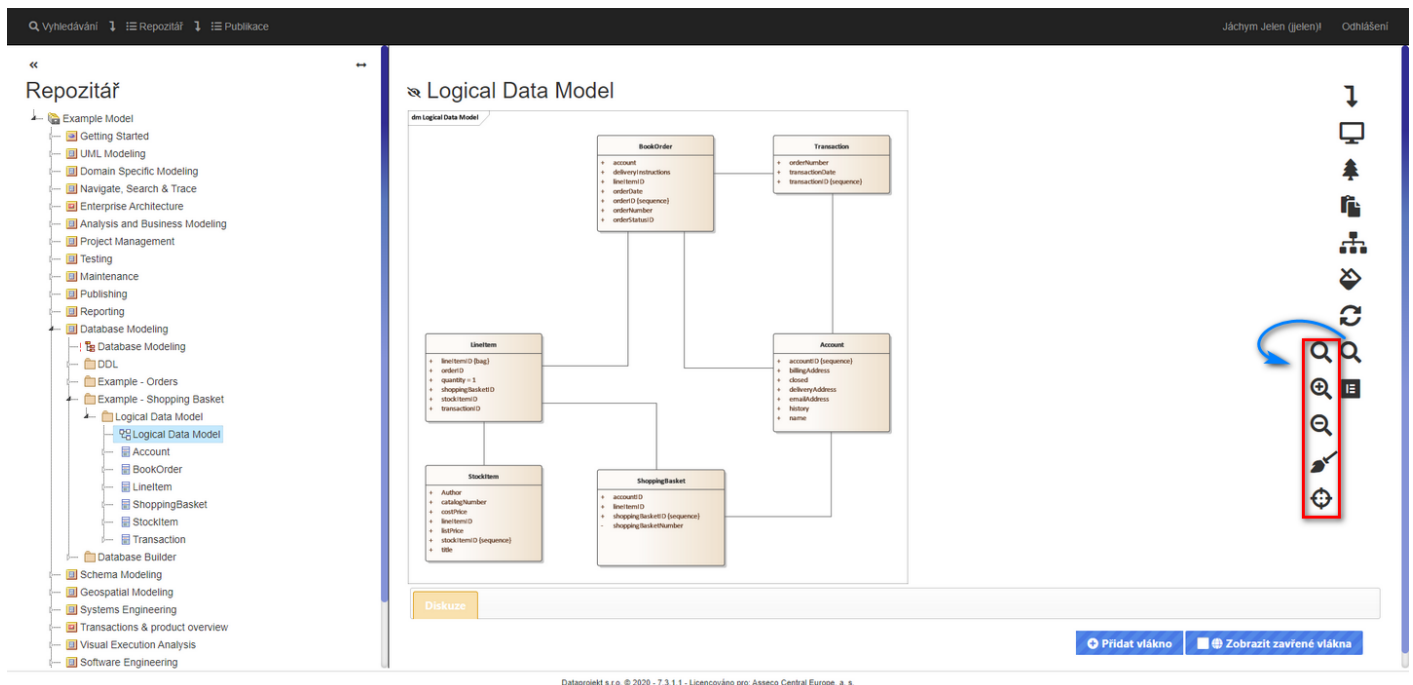 Vyhledávání Repozitář Publikace
Jáchym Jelen (jjelen)! Odhlášení
Repozitář
Example Model
Getting Started
UML Modeling
Domain Specific Modeling
Navigate, Search & Trace
Enterprise Architecture
Analysis and Business Modeling
Project Management
Testing
Maintenance
Publishing
Reporting
Database Modeling
Database Modeling
DDL
Example - Orders
Example - Shopping Basket
Logical Data Model
Logical Data Model
Account
BookOrder
LineItem
ShoppingBasket
StockItem
Transaction
Database Builder
Schema Modeling
Geospatial Modeling
Systems Engineering
Transactions & product overview
Visual Execution Analysis
Software Engineering
Logical Data Model
dm Logical Data Model
BookOrder
+ account
+ deliveryInstructions
+ lineItemID
+ orderDate
+ orderID {sequence}
+ orderNumber
+ orderStatusID
Transaction
+ orderNumber
+ transactionDate
+ transactionID {sequence}
LineItem
+ lineItemID {bag}
+ orderID
+ quantity = 1
+ shoppingBasketID
+ stockItemID
+ transactionID
Account
+ accountID {sequence}
+ billingAddress
+ closed
+ deliveryAddress
+ emailAddress
+ history
+ name
StockItem
+ Author
+ catalogNumber
+ costPrice
+ lineItemID
+ listPrice
+ stockItemID {sequence}
+ title
ShoppingBasket
+ accountID
+ lineItemID
+ shoppingBasketID {sequence}
- shoppingBasketNumber
Diskuze
Přidat vlákno
Zobrazit zavřené vlákna
Dataprojekt s.r.o. © 2020 - 7.3.1.1 - Licencováno pro: Asseco Central Europe, a. s.